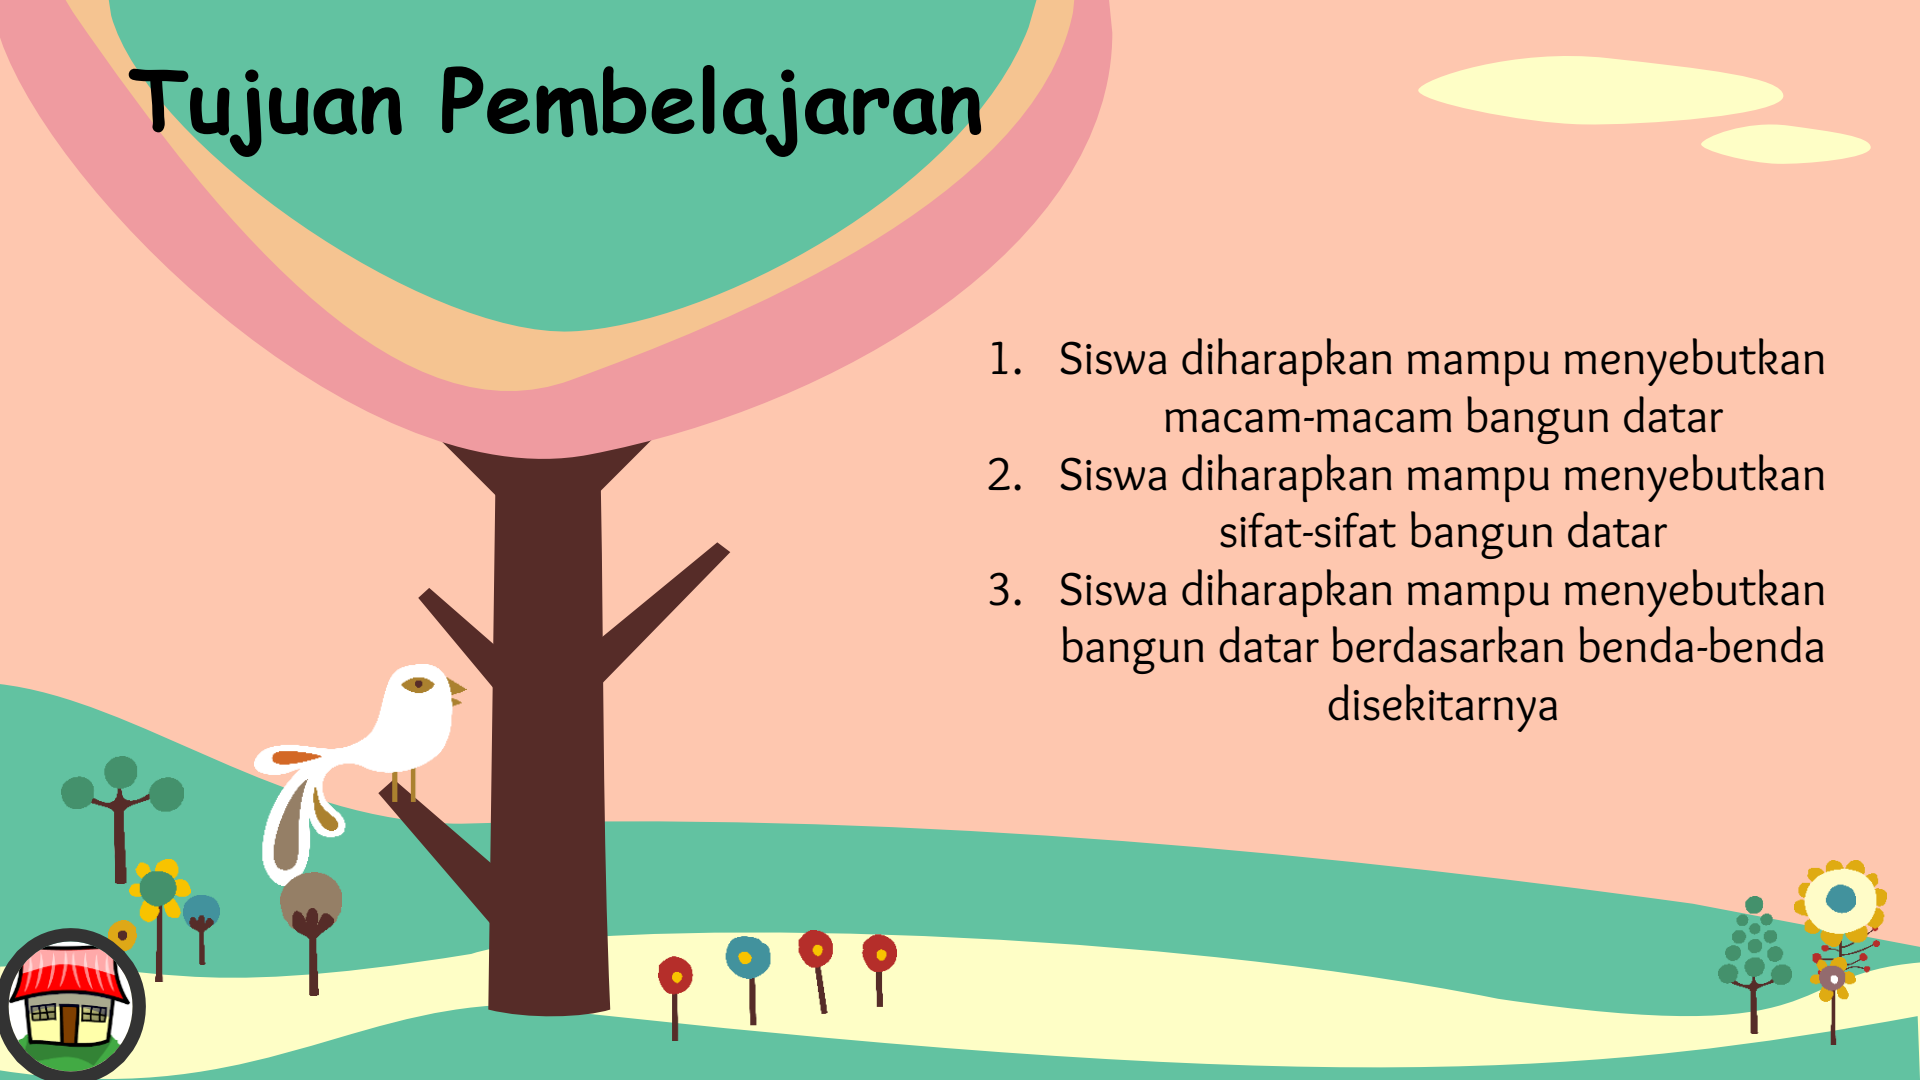 Tujuan Pembelajaran
1. Siswa diharapkan mampu menyebutkan
macam-macam bangun datar
2. Siswa diharapkan mampu menyebutkan
sifat-sifat bangun datar
3. Siswa diharapkan mampu menyebutkan
bangun datar berdasarkan benda-benda
disekitarnya